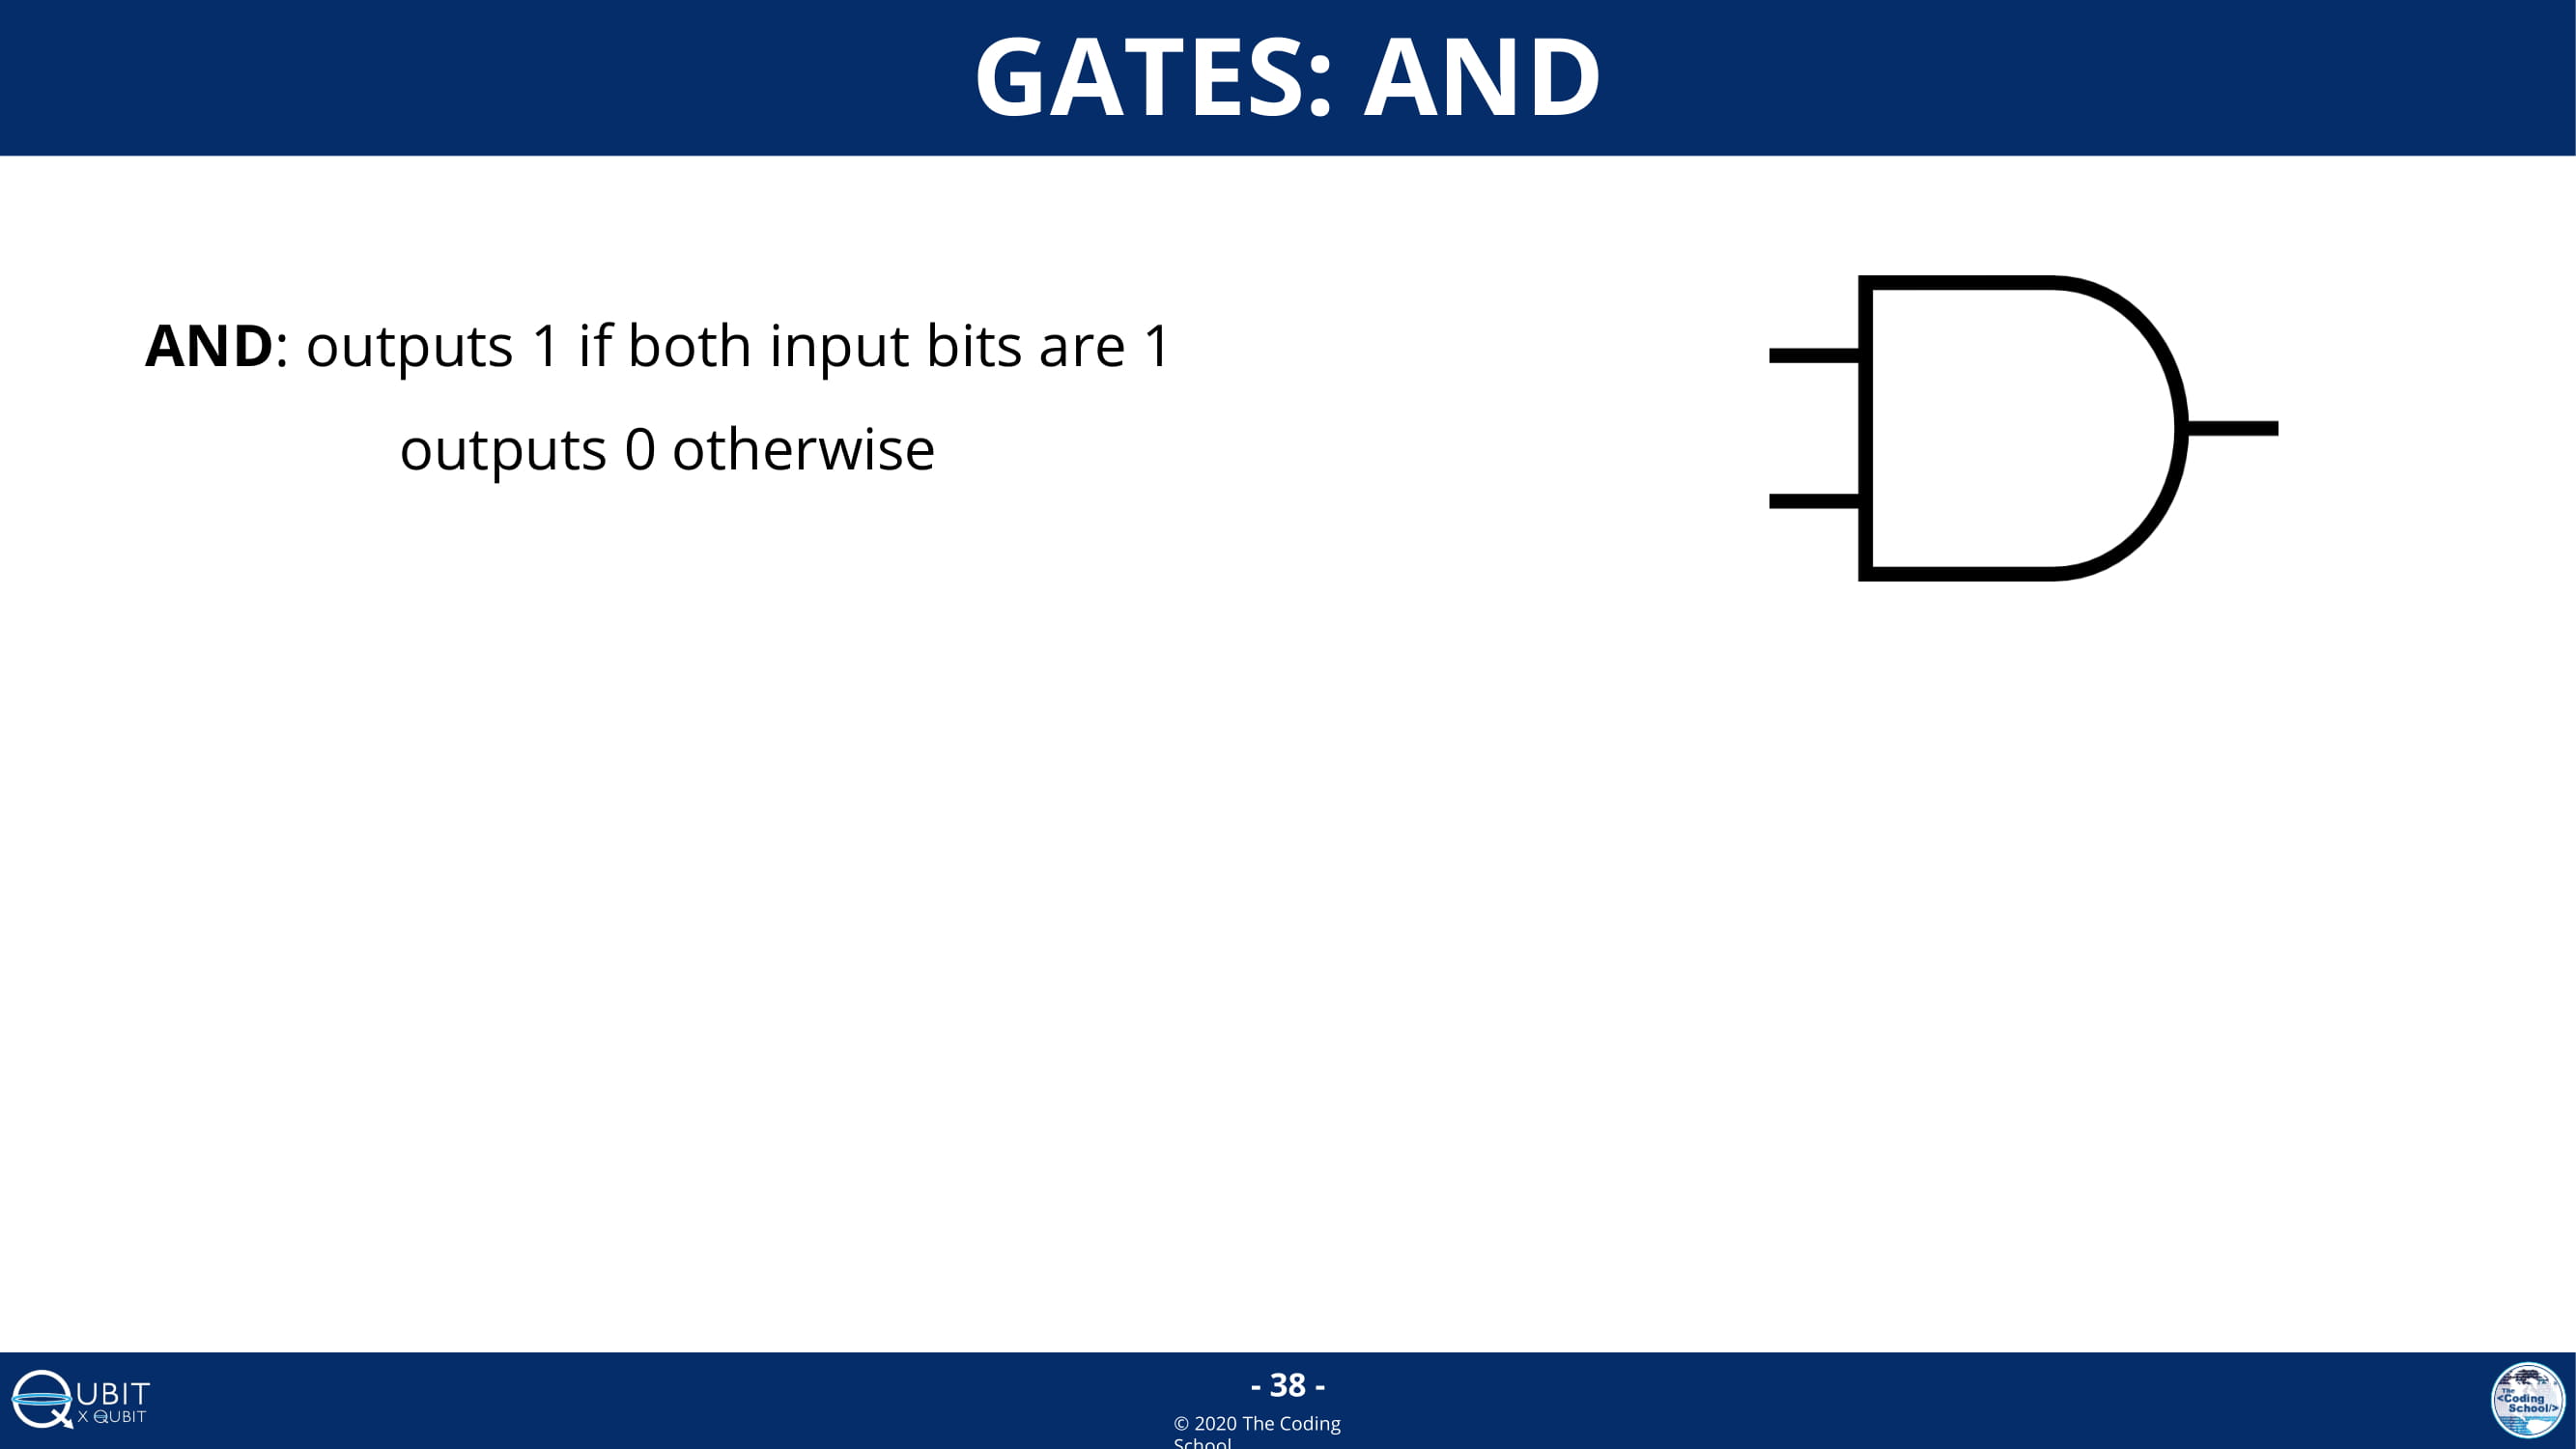 GATES: AND
AND: outputs 1 if both input bits are 1
outputs 0 otherwise
QUBIT
X QUBIT
- 38 -
© 2020 The Coding
School
The
<Coding
School/>